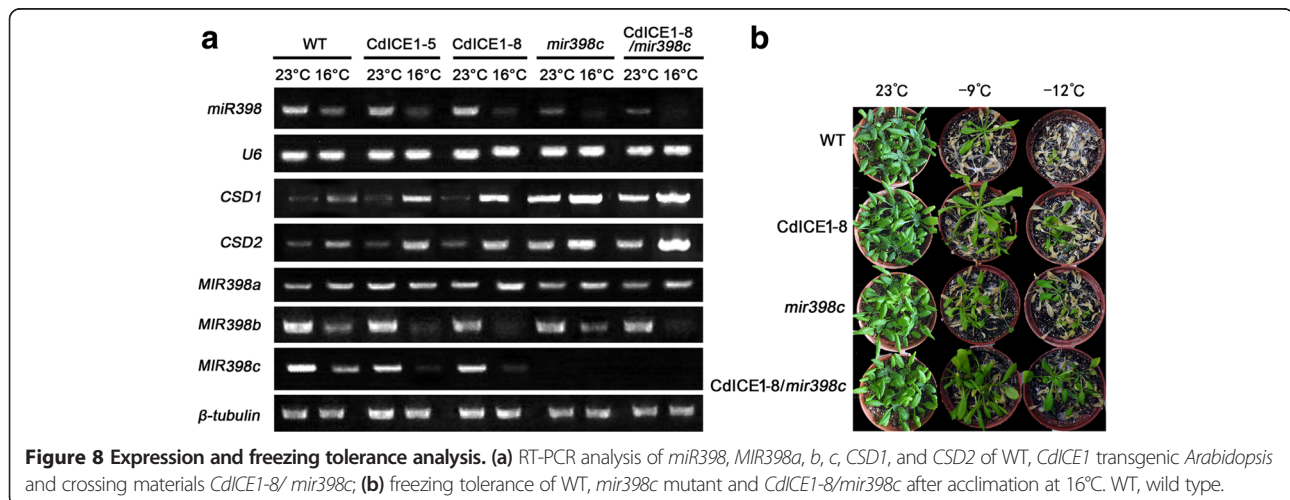 a
WT CdICE1-5 CdICE1-8 mir398c CdICE1-8
/mir398c
23°C 16°C 23°C 16°C 23°C 16°C 23°C 16°C 23°C 16°C
miR398
U6
CSD1
CSD2
MIR398a
MIR398b
MIR398c
β-tubulin
b
23°C −9°C −12°C
WT
CdICE1-8
mir398c
CdICE1-8/mir398c
Figure 8 Expression and freezing tolerance analysis. (a) RT-PCR analysis of miR398, MIR398a, b, c, CSD1, and CSD2 of WT, CdICE1 transgenic Arabidopsis
and crossing materials CdICE1-8/ mir398c; (b) freezing tolerance of WT, mir398c mutant and CdICE1-8/mir398c after acclimation at 16°C. WT, wild type.